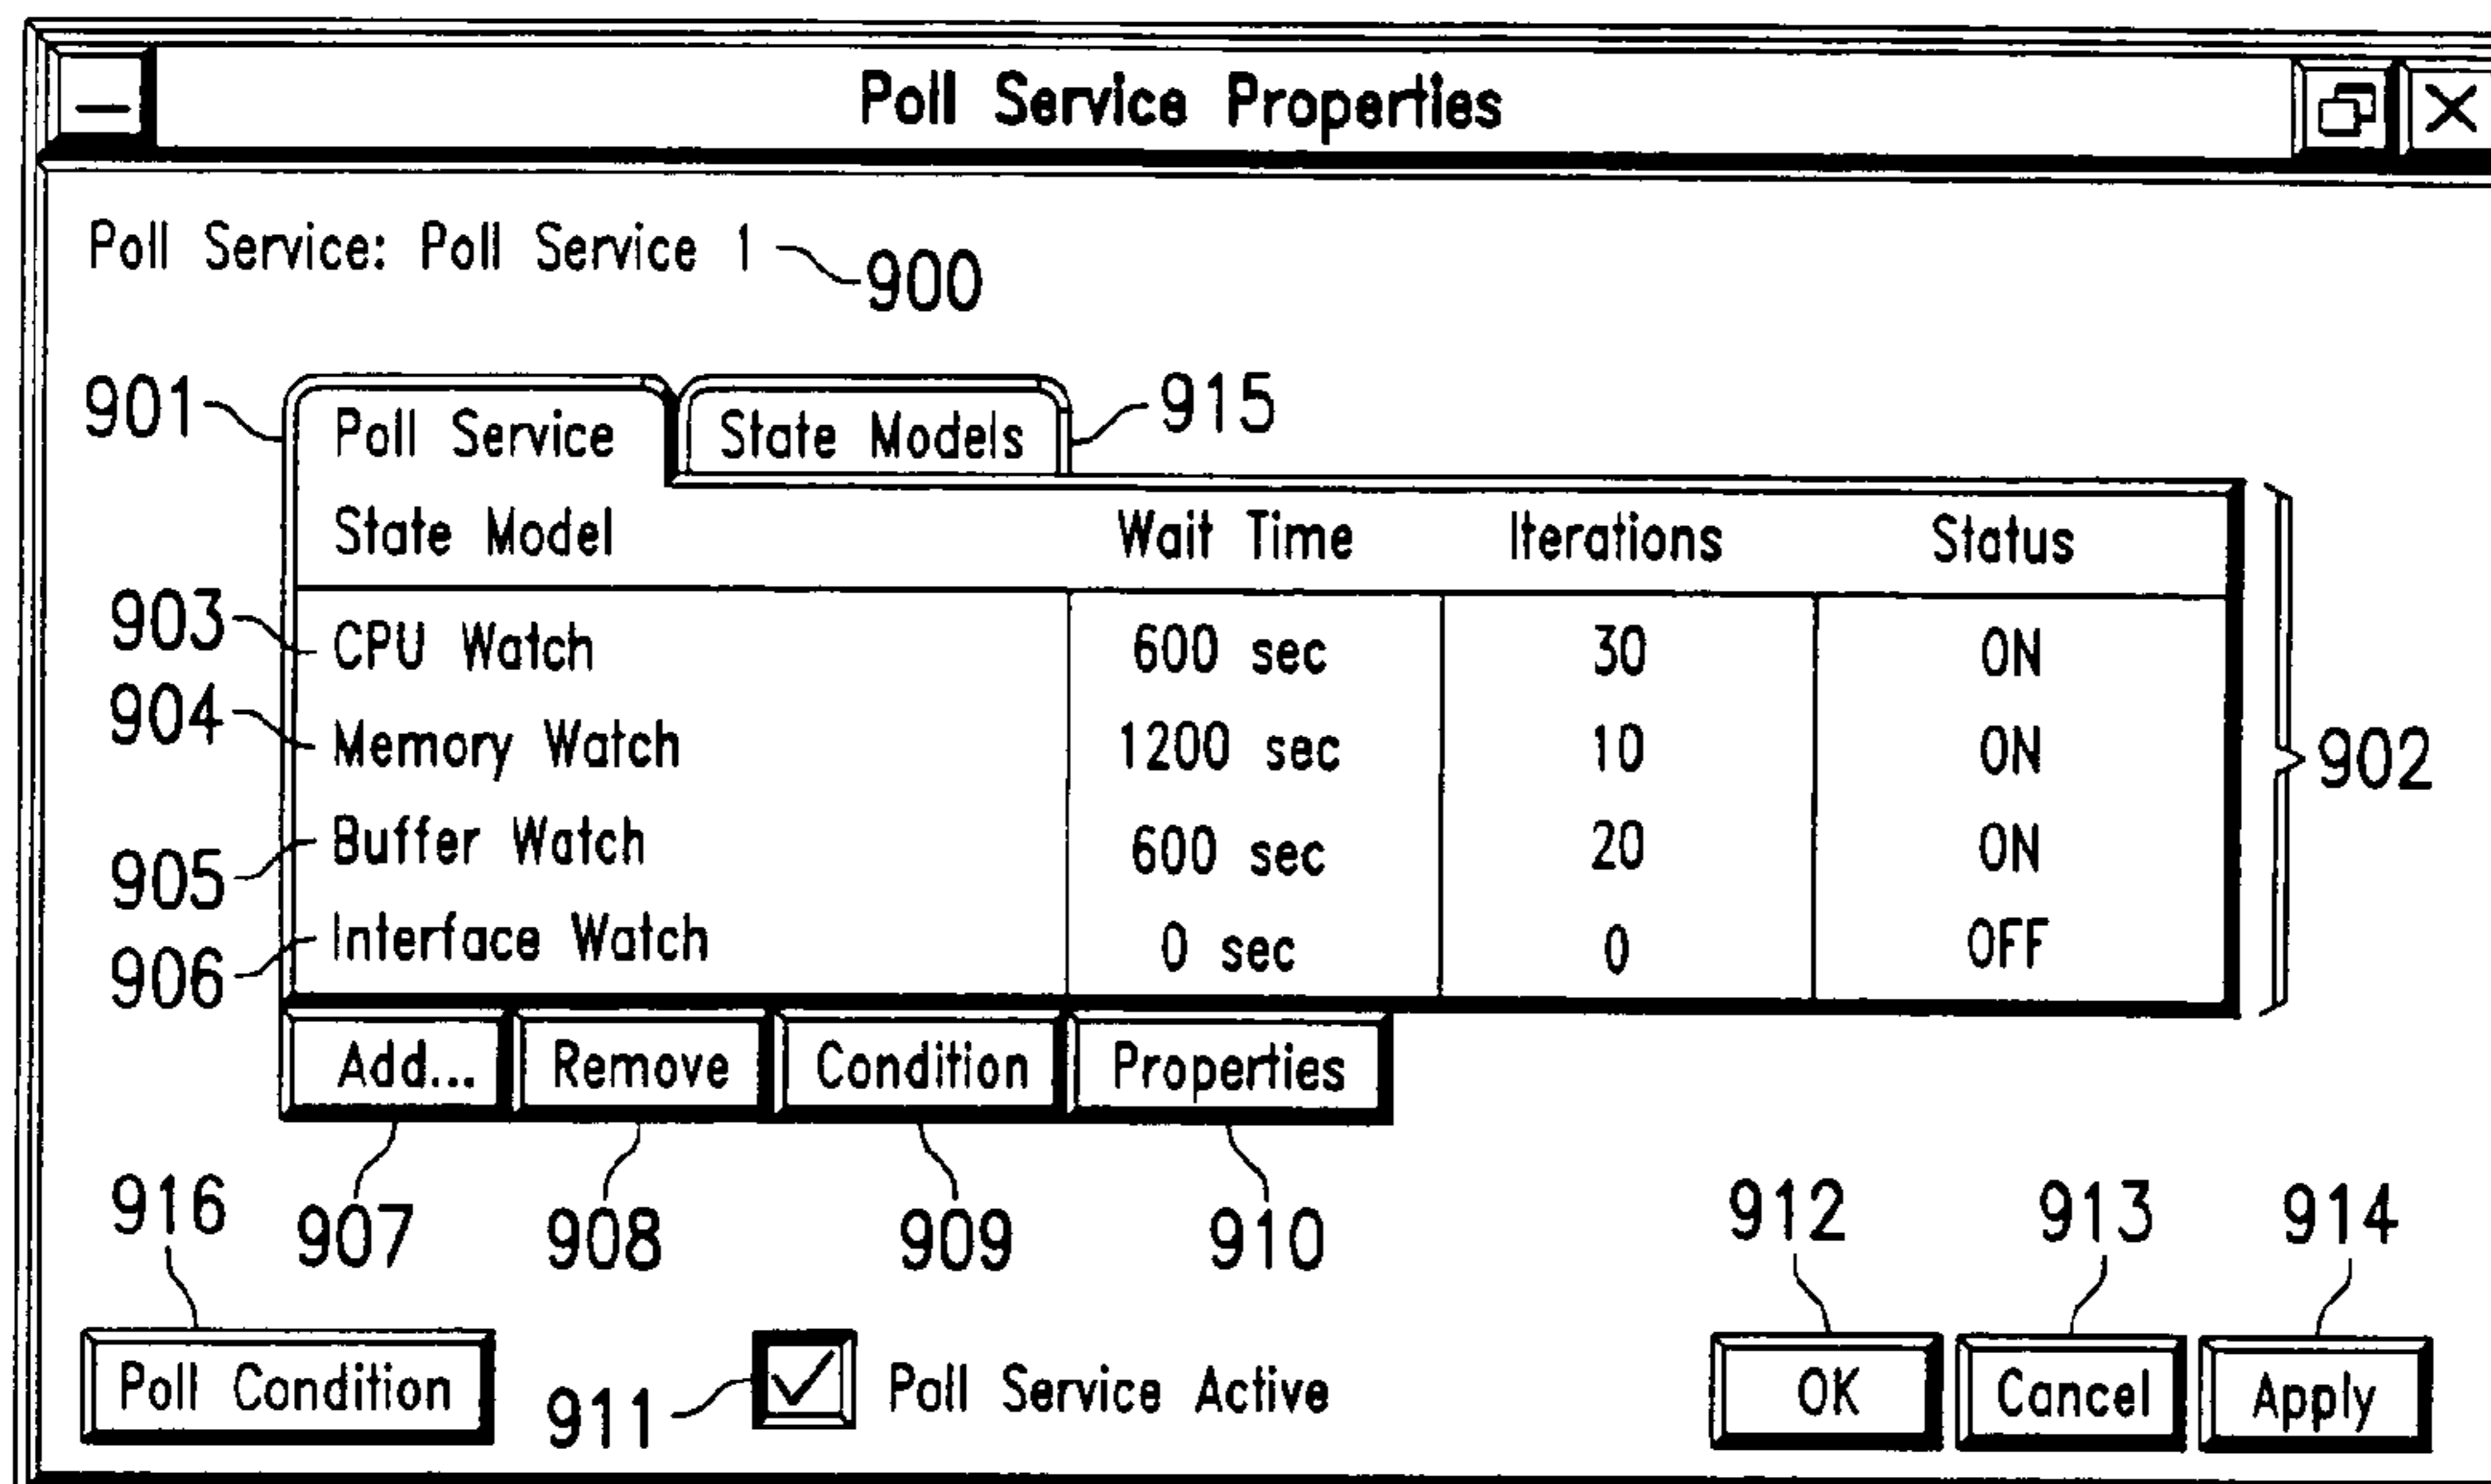 Poll Service Properties
Poll Service: Poll Service 1 900
901 Poll Service State Models 915
State Model Wait Time Iterations Status
903 CPU Watch 600 sec 30 ON
904 Memory Watch 1200 sec 10 ON
902
905 Buffer Watch 600 sec 20 ON
906 Interface Watch 0 sec 0 OFF
Add... Remove Condition Properties
916 907 908 909 910 912 913 914
Poll Condition 911 Poll Service Active OK Cancel Apply